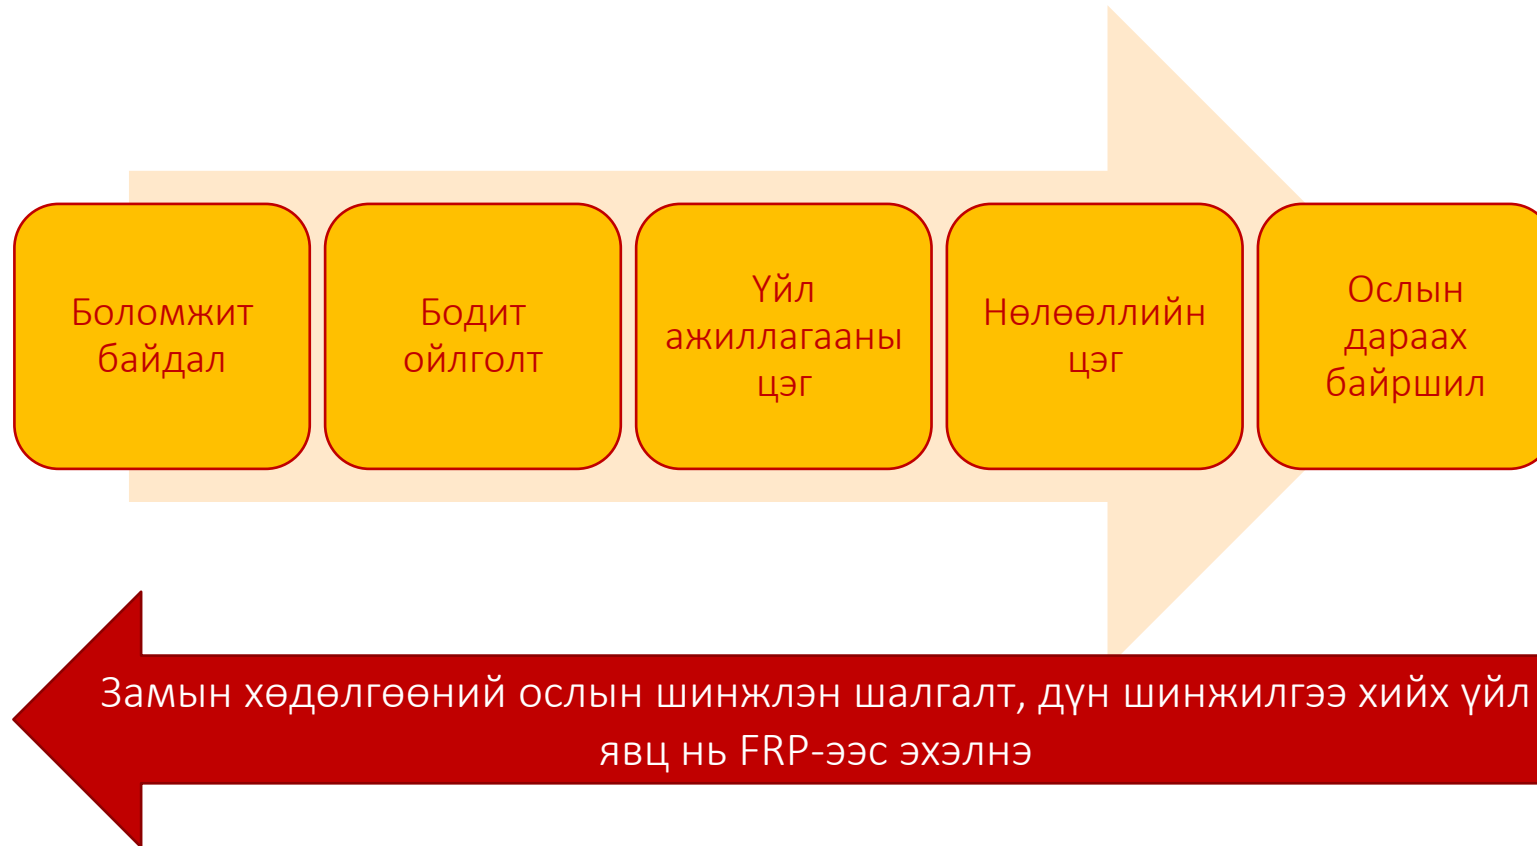 Боломжит
байдал
Бодит
ойлголт
Үйл
ажиллагааны
цэг
Нөлөөллийн
цэг
Ослын
дараах
байршил
Замын хөдөлгөөний ослын шинжлэн шалгалт, дүн шинжилгээ хийх үйл
явц нь FRP-ээс эхэлнэ